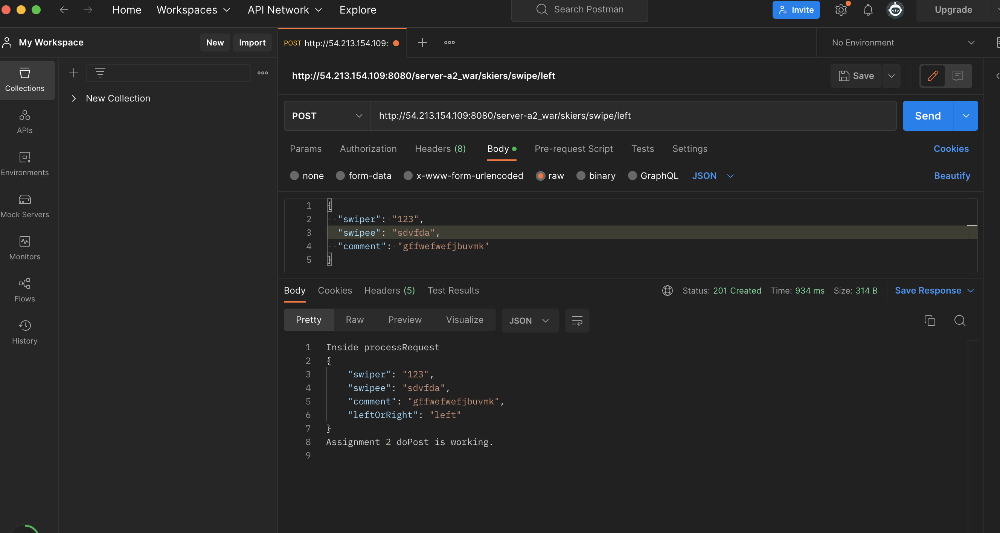 Home Workspaces API Network Explore Search Postman Invite Upgrade
My Workspace New Import
POST http://54.213.154.109: No Environment
Collections
New Collection
APIs
Environments
Mock Servers
Monitors
Flows
History
http://54.213.154.109:8080/server-a2_war/skiers/swipe/left Save
POST http://54.213.154.109:8080/server-a2_war/skiers/swipe/left Send
Params Authorization Headers (8) Body Pre-request Script Tests Settings Cookies
none form-data x-www-form-urlencoded raw binary GraphQL JSON Beautify
1 {
2 "swiper": "123",
3 "swipee": "sdvfda",
4 "comment": "gffwefwefjbuvmk"
5 }
Body Cookies Headers (5) Test Results Status: 201 Created Time: 934 ms Size: 314 B Save Response
Pretty Raw Preview Visualize JSON
1 Inside processRequest
2 {
3 "swiper": "123",
4 "swipee": "sdvfda",
5 "comment": "gffwefwefjbuvmk",
6 "leftOrRight": "left"
7 }
8 Assignment 2 doPost is working.
9